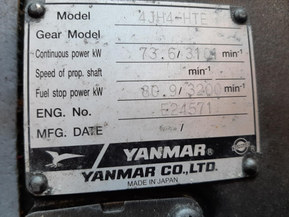 Model 4JH4-HTE
Gear Model
Continuous power kW 73.6/310 min⁻¹
Speed of prop. shaft min⁻¹
Fuel stop power kW 80.9/3200 min⁻¹
ENG. No. E24571
MFG. DATE /
YANMAR
YANMAR CO.,LTD.
MADE IN JAPAN